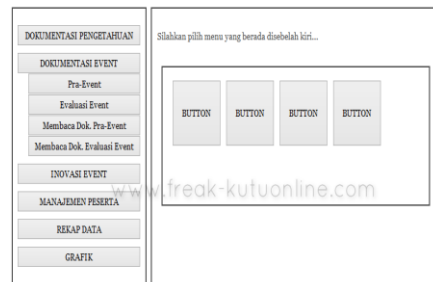 DOKUMENTASI PENGETAHUAN
DOKUMENTASI EVENT
Pra-Event
Evaluasi Event
Membaca Dok. Pra-Event
Membaca Dok. Evaluasi Event
INOVASI EVENT
MANAJEMEN PESERTA
REKAP DATA
GRAFIK
Silahkan pilih menu yang berada disebelah kiri...
BUTTON BUTTON BUTTON BUTTON
www.freak-kutuonline.com